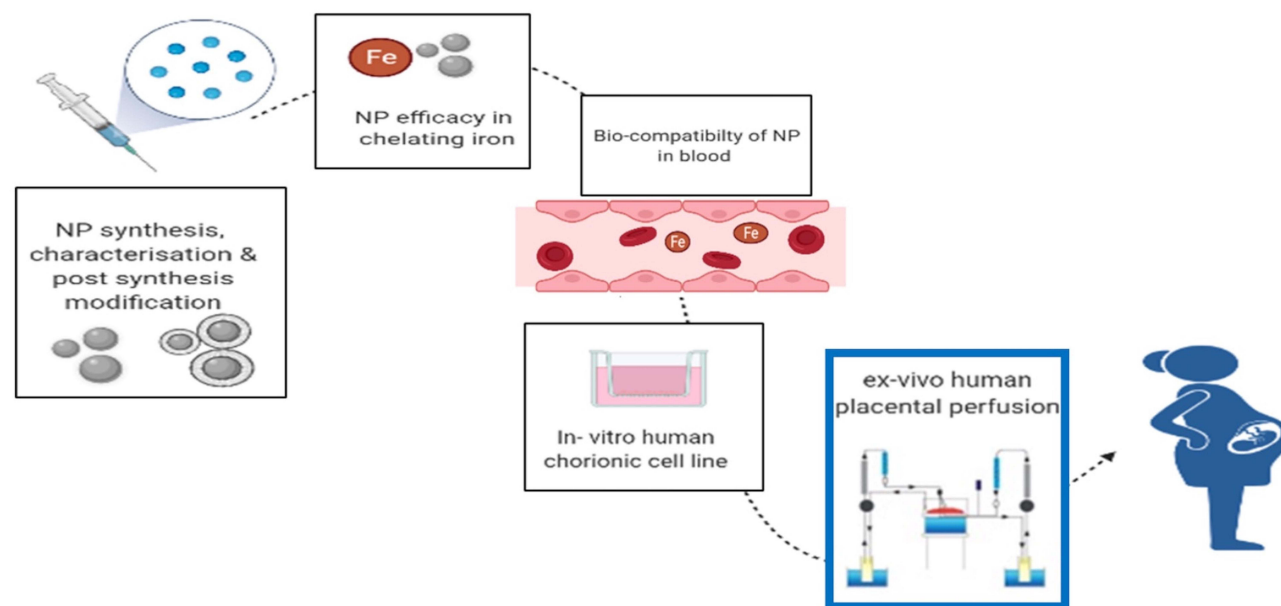 NP synthesis,
characterisation &
post synthesis
modification
Fe
NP efficacy in
chelating iron
Bio-compatibilty of NP
in blood
Fe
Fe
In- vitro human
chorionic cell line
ex-vivo human
placental perfusion